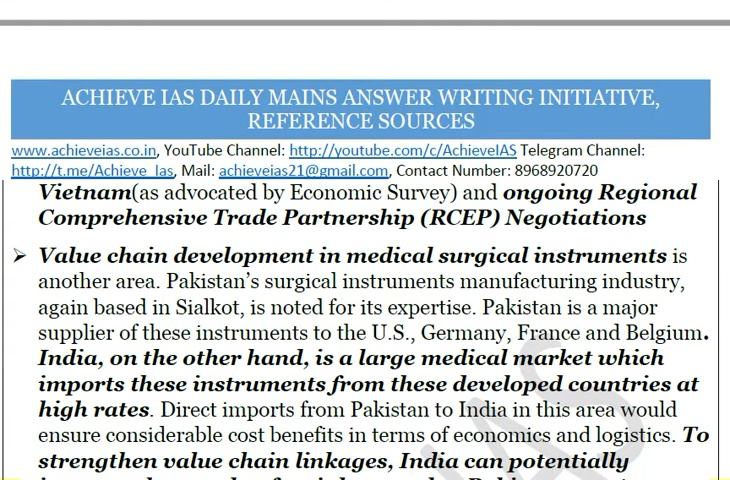 ACHIEVE IAS DAILY MAINS ANSWER WRITING INITIATIVE,
REFERENCE SOURCES
www.achieveias.co.in, YouTube Channel: http://youtube.com/c/AchieveIAS Telegram Channel:
http://t.me/Achieve_Ias, Mail: achieveias21@gmail.com, Contact Number: 8968920720
Vietnam(as advocated by Economic Survey) and ongoing Regional
Comprehensive Trade Partnership (RCEP) Negotiations
➢ Value chain development in medical surgical instruments is
another area. Pakistan's surgical instruments manufacturing industry,
again based in Sialkot, is noted for its expertise. Pakistan is a major
supplier of these instruments to the U.S., Germany, France and Belgium.
India, on the other hand, is a large medical market which
imports these instruments from these developed countries at
high rates. Direct imports from Pakistan to India in this area would
ensure considerable cost benefits in terms of economics and logistics. To
strengthen value chain linkages, India can potentially
IAS